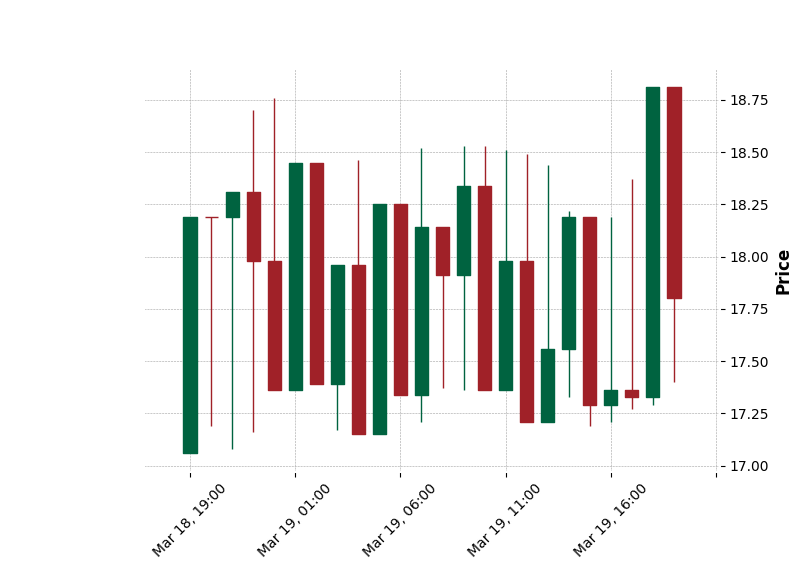 18.75
18.50
18.25
18.00
17.75
17.50
17.25
17.00
Price
Mar 18, 19:00
Mar 19, 01:00
Mar 19, 06:00
Mar 19, 11:00
Mar 19, 16:00